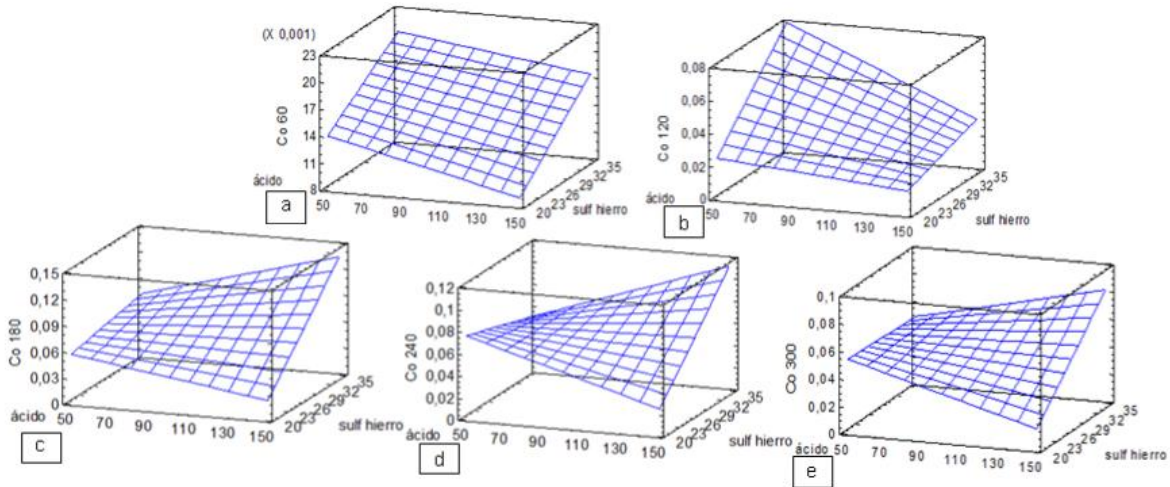 (X 0,001)
23
20
17
14
11
8
Co 60
ácido
50 70 90 110 130 150
20 23 26 29 32 35
sulf hierro
a
0,08
0,06
0,04
0,02
0
Co 120
ácido
50 70 90 110 130 150
20 23 26 29 32 35
sulf hierro
b
0,15
0,12
0,09
0,06
0,03
0
Co 180
ácido
50 70 90 110 130 150
20 23 26 29 32 35
sulf hierro
c
0,12
0,1
0,08
0,06
0,04
0,02
0
Co 240
ácido
50 70 90 110 130 150
20 23 26 29 32 35
sulf hierro
d
0,1
0,08
0,06
0,04
0,02
0
Co 300
ácido
50 70 90 110 130 150
20 23 26 29 32 35
sulf hierro
e